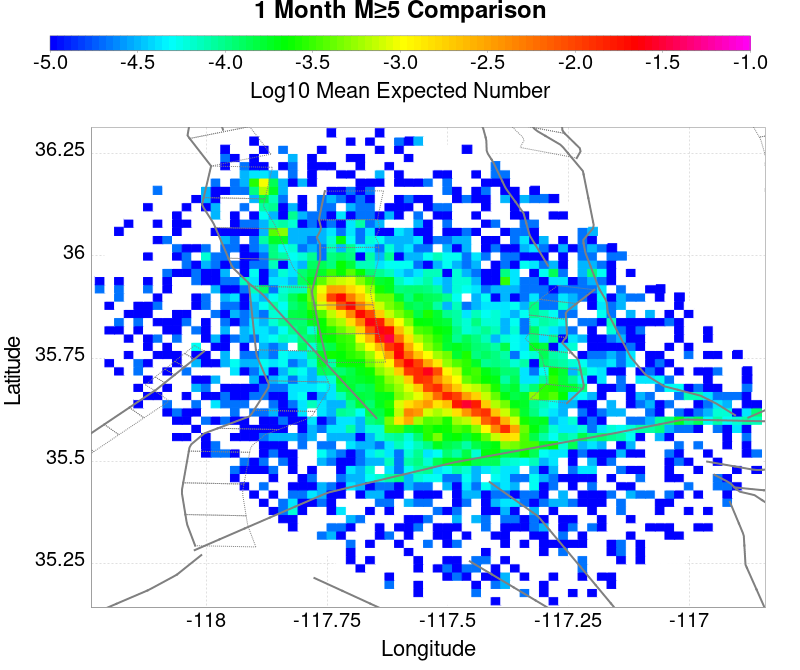 1 Month M≥5 Comparison
-5.0 -4.5 -4.0 -3.5 -3.0 -2.5 -2.0 -1.5 -1.0
Log10 Mean Expected Number
36.25
36
35.75
35.5
35.25
Latitude
-118 -117.75 -117.5 -117.25 -117
Longitude